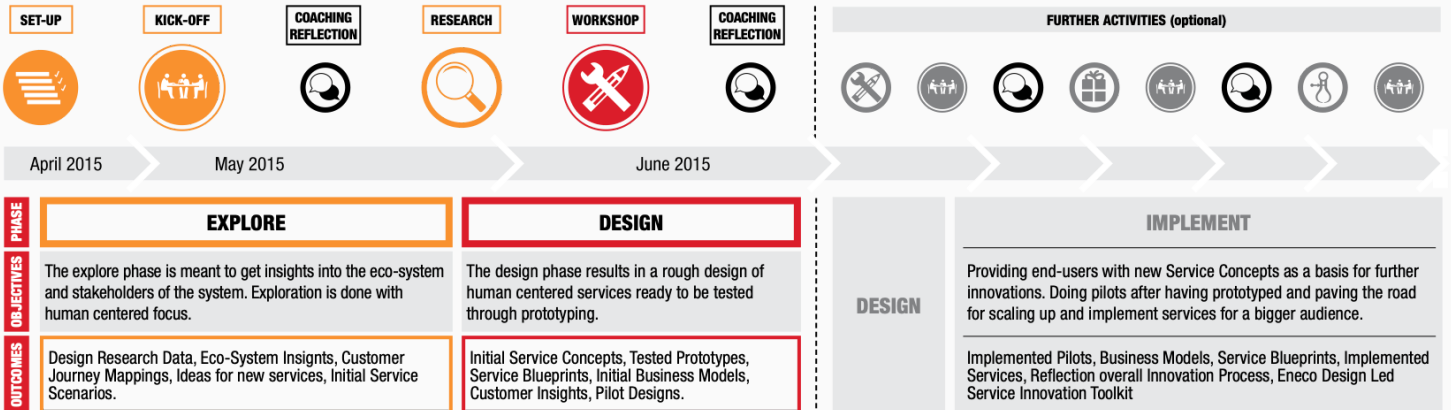 SET-UP
KICK-OFF
COACHING
REFLECTION
RESEARCH
WORKSHOP
COACHING
REFLECTION
FURTHER ACTIVITIES (optional)
April 2015
May 2015
June 2015
PHASE
EXPLORE
DESIGN
OBJECTIVES
The explore phase is meant to get insights into the eco-system
and stakeholders of the system. Exploration is done with
human centered focus.
The design phase results in a rough design of
human centered services ready to be tested
through prototyping.
OUTCOMES
Design Research Data, Eco-System Insignts, Customer
Journey Mappings, Ideas for new services, Initial Service
Scenarios.
Initial Service Concepts, Tested Prototypes,
Service Blueprints, Initial Business Models,
Customer Insights, Pilot Designs.
DESIGN
IMPLEMENT
Providing end-users with new Service Concepts as a basis for further
innovations. Doing pilots after having prototyped and paving the road
for scaling up and implement services for a bigger audience.
Implemented Pilots, Business Models, Service Blueprints, Implemented
Services, Reflection overall Innovation Process, Eneco Design Led
Service Innovation Toolkit